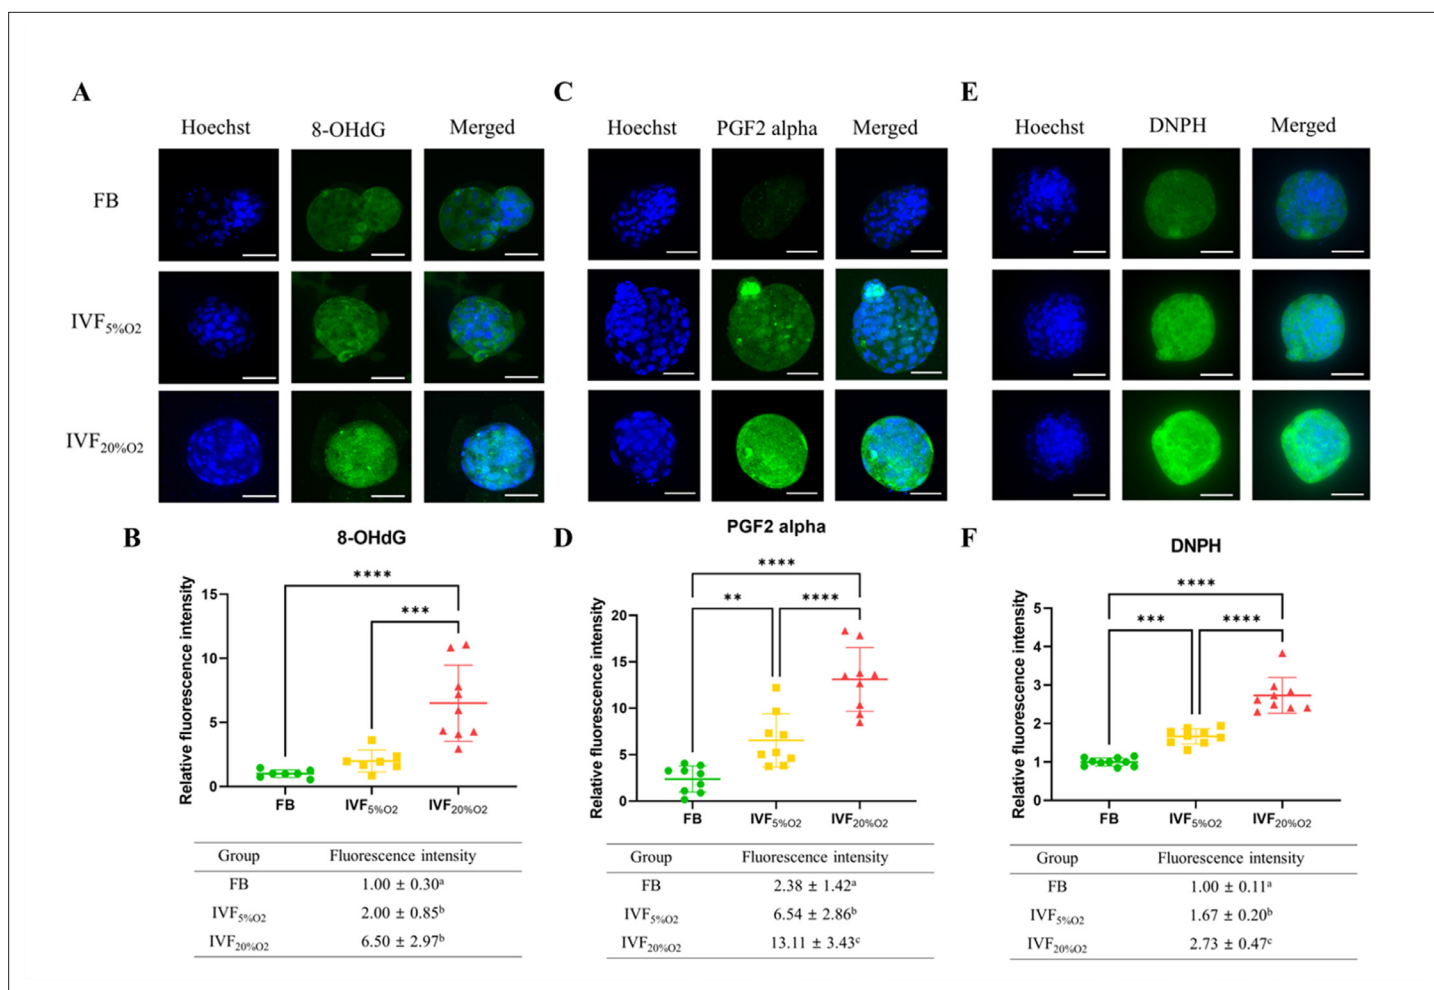 A
C
E
Hoechst 8-OHdG Merged
Hoechst PGF2 alpha Merged
Hoechst DNPH Merged
FB
IVF5%O2
IVF20%O2
B
8-OHdG
Relative fluorescence intensity
15
10
5
0
****
***
FB IVF5%O2 IVF20%O2
Group Fluorescence intensity
FB 1.00 ± 0.30a
IVF5%O2 2.00 ± 0.85b
IVF20%O2 6.50 ± 2.97b
D
PGF2 alpha
Relative fluorescence intensity
20
15
10
5
0
****
** ****
FB IVF5%O2 IVF20%O2
Group Fluorescence intensity
FB 2.38 ± 1.42a
IVF5%O2 6.54 ± 2.86b
IVF20%O2 13.11 ± 3.43c
F
DNPH
Relative fluorescence intensity
5
4
3
2
1
0
****
*** ****
FB IVF5%O2 IVF20%O2
Group Fluorescence intensity
FB 1.00 ± 0.11a
IVF5%O2 1.67 ± 0.20b
IVF20%O2 2.73 ± 0.47c